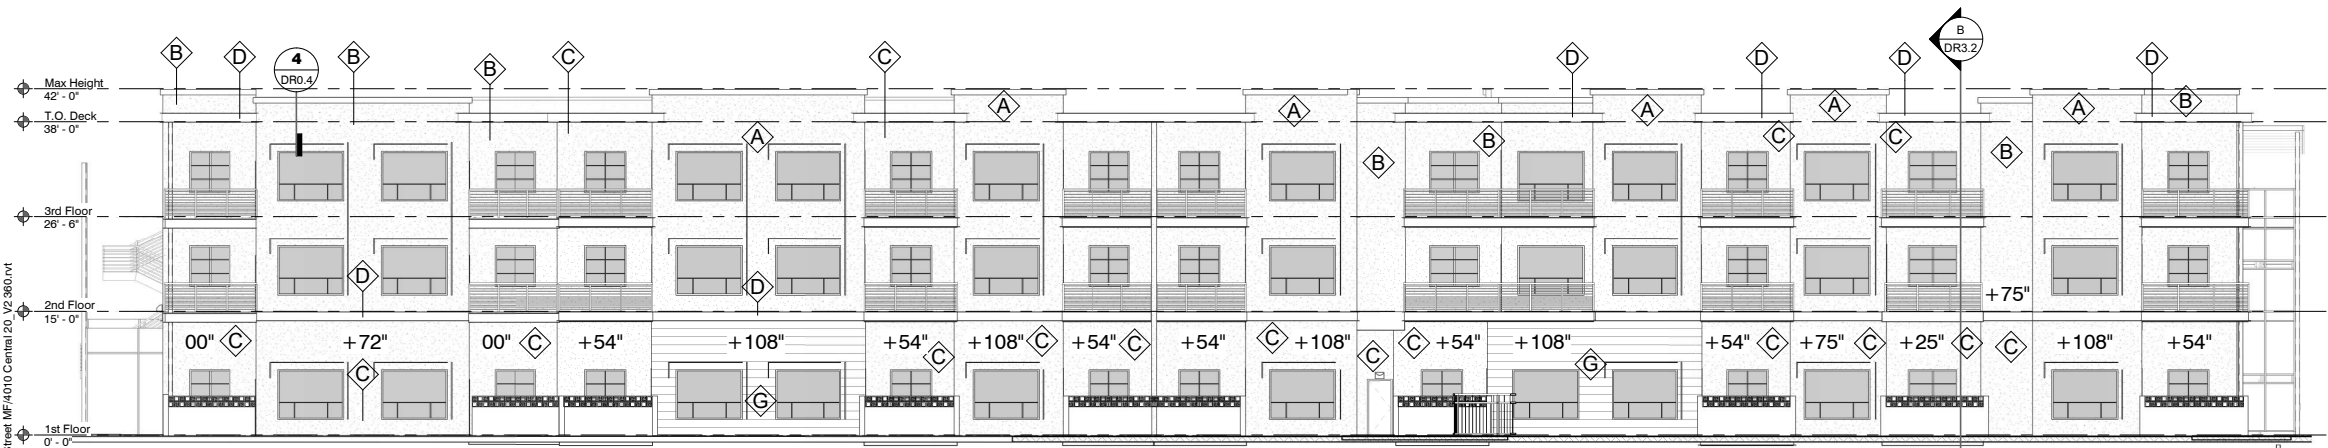 B
D
4
DR0.4
B
B
C
C
D
D
D
B
DR3.2
D
Max Height
42' - 0"
T.O. Deck
38' - 0"
A
A
A
A
A
A
B
B
B
C
C
B
3rd Floor
26' - 6"
2nd Floor
15' - 0"
D
D
+75"
00" C
+72"
00" C
+54"
+108"
+54"
C
+108" C
+54" C
+54"
C +108"
C
C +54"
+108"
+54" C
+75" C
+25" C
C
+108"
+54"
C
G
G
1st Floor
0' - 0"
treet MF/4010 Central 20_V2 360.rvt